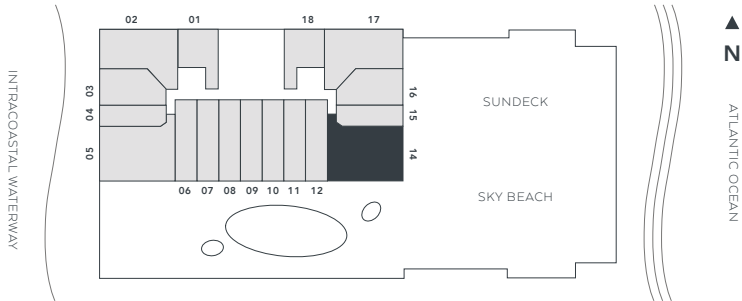 02 01 18 17
N
03
04
05
16
15
14
06 07 08 09 10 11 12
INTRACOASTAL WATERWAY
SUNDECK
SKY BEACH
ATLANTIC OCEAN